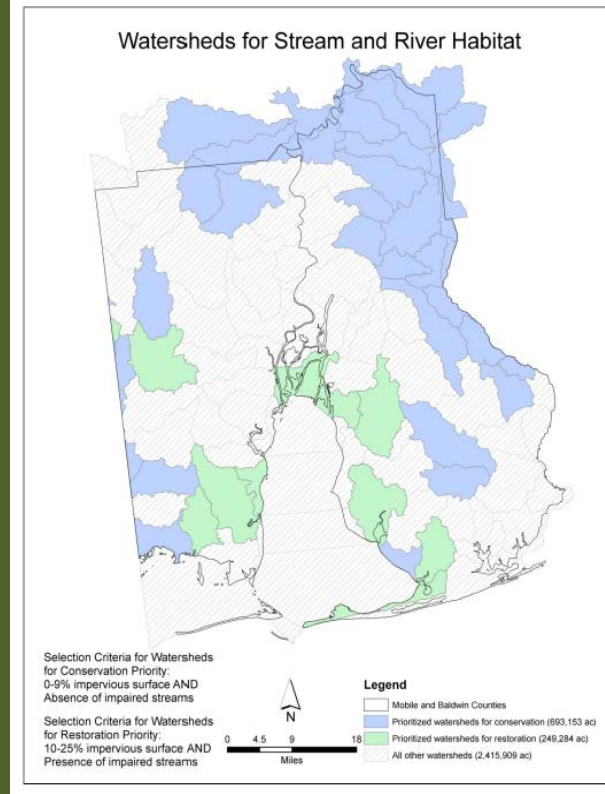 Watersheds for Stream and River Habitat
Selection Criteria for Watersheds
for Conservation Priority:
0-9% impervious surface AND
Absence of impaired streams
Selection Criteria for Watersheds
for Restoration Priority:
10-25% impervious surface AND
Presence of impaired streams
N
0 4.5 9 18
Miles
Legend
Mobile and Baldwin Counties
Prioritized watersheds for conservation (693,153 ac)
Prioritized watersheds for restoration (249,284 ac)
All other watersheds (2,415,909 ac)